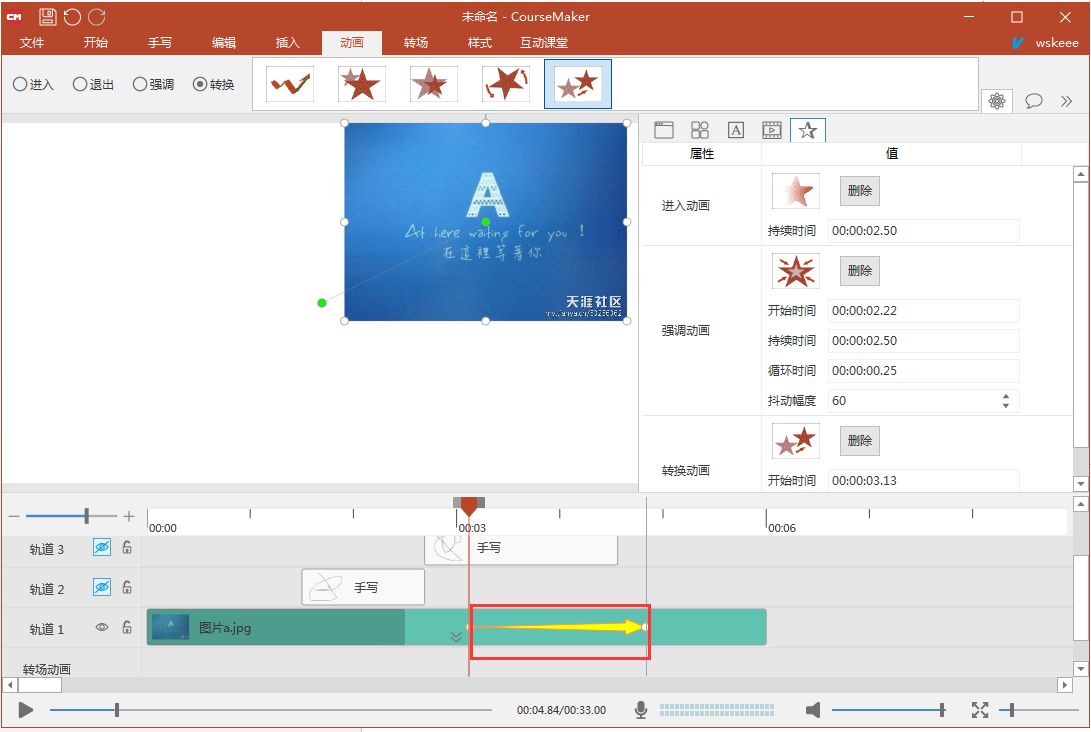 CM
未命名 - CourseMaker
文件 开始 手写 编辑 插入 动画 转场 样式 互动课堂 wskeee
进入 退出 强调 转换
A
At here waiting for you !
在這裡等著你
天涯社区
属性 值
进入动画 删除
持续时间 00:00:02.50
强调动画 删除
开始时间 00:00:02.22
持续时间 00:00:02.50
循环时间 00:00:00.25
抖动幅度 60
转换动画 删除
开始时间 00:00:03.13
00:00 00:03 00:06
轨道 3 手写
轨道 2 手写
轨道 1 图片a.jpg
转场动画
00:04.84/00:33.00